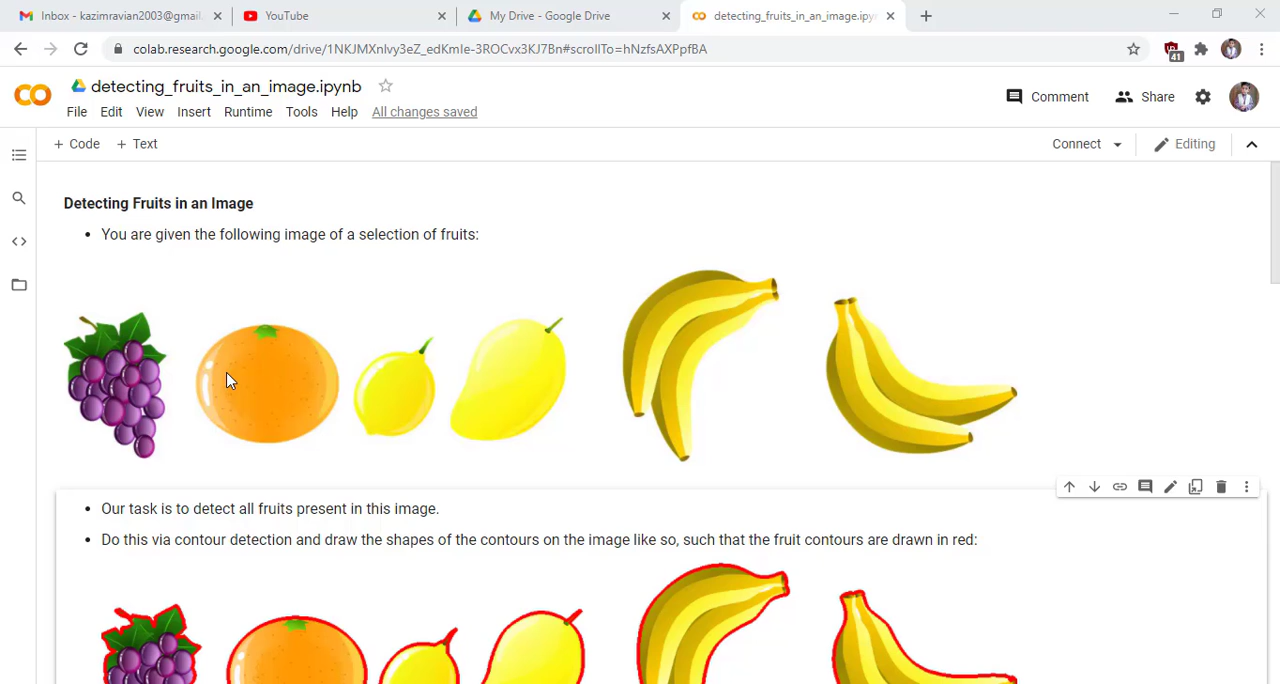 Inbox - kazimravian2003@gmail.
YouTube
My Drive - Google Drive
detecting_fruits_in_an_image.ipy
colab.research.google.com/drive/1NKJMXnIvy3eZ_edKmIe-3ROCvx3KJ7Bn#scrollTo=hNzfsAXPpfBA
41
detecting_fruits_in_an_image.ipynb
Comment
Share
File Edit View Insert Runtime Tools Help All changes saved
+ Code + Text
Connect
Editing
Detecting Fruits in an Image
• You are given the following image of a selection of fruits:
• Our task is to detect all fruits present in this image.
• Do this via contour detection and draw the shapes of the contours on the image like so, such that the fruit contours are drawn in red: